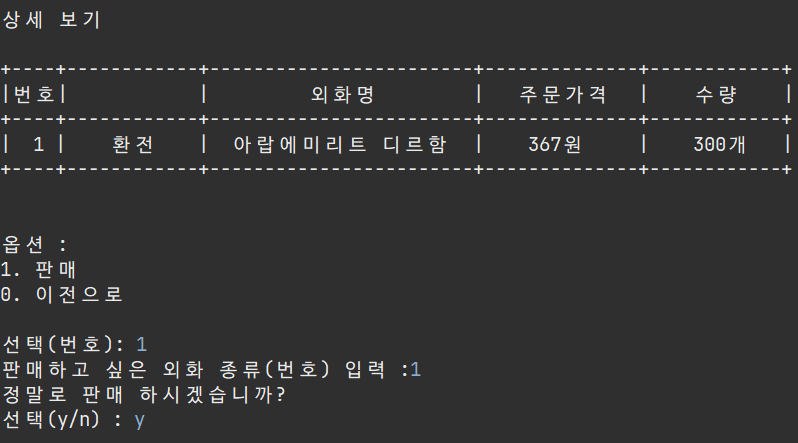 상세 보기
+----+------------+------------------------+--------------+------------+
|번호|            |         외화명         |   주문가격   |    수량    |
+----+------------+------------------------+--------------+------------+
|  1 |    환전    |  아랍에미리트 디르함  |    367원     |    300개   |
+----+------------+------------------------+--------------+------------+
옵션 :
1. 판매
0. 이전으로
선택(번호): 1
판매하고 싶은 외화 종류(번호) 입력 :1
정말로 판매 하시겠습니까?
선택(y/n) : y